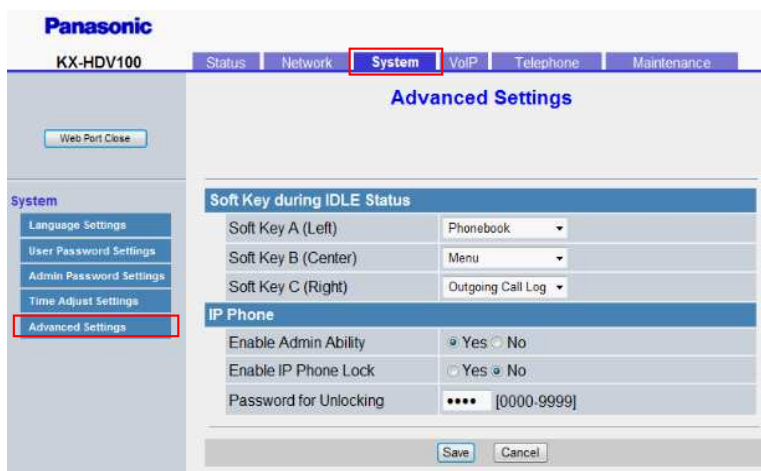 Panasonic
KX-HDV100
Status Network System VoIP Telephone Maintenance
Advanced Settings
Web Port Close
System
Language Settings
User Password Settings
Admin Password Settings
Time Adjust Settings
Advanced Settings
Soft Key during IDLE Status
Soft Key A (Left) Phonebook
Soft Key B (Center) Menu
Soft Key C (Right) Outgoing Call Log
IP Phone
Enable Admin Ability Yes No
Enable IP Phone Lock Yes No
Password for Unlocking •••• [0000-9999]
Save Cancel